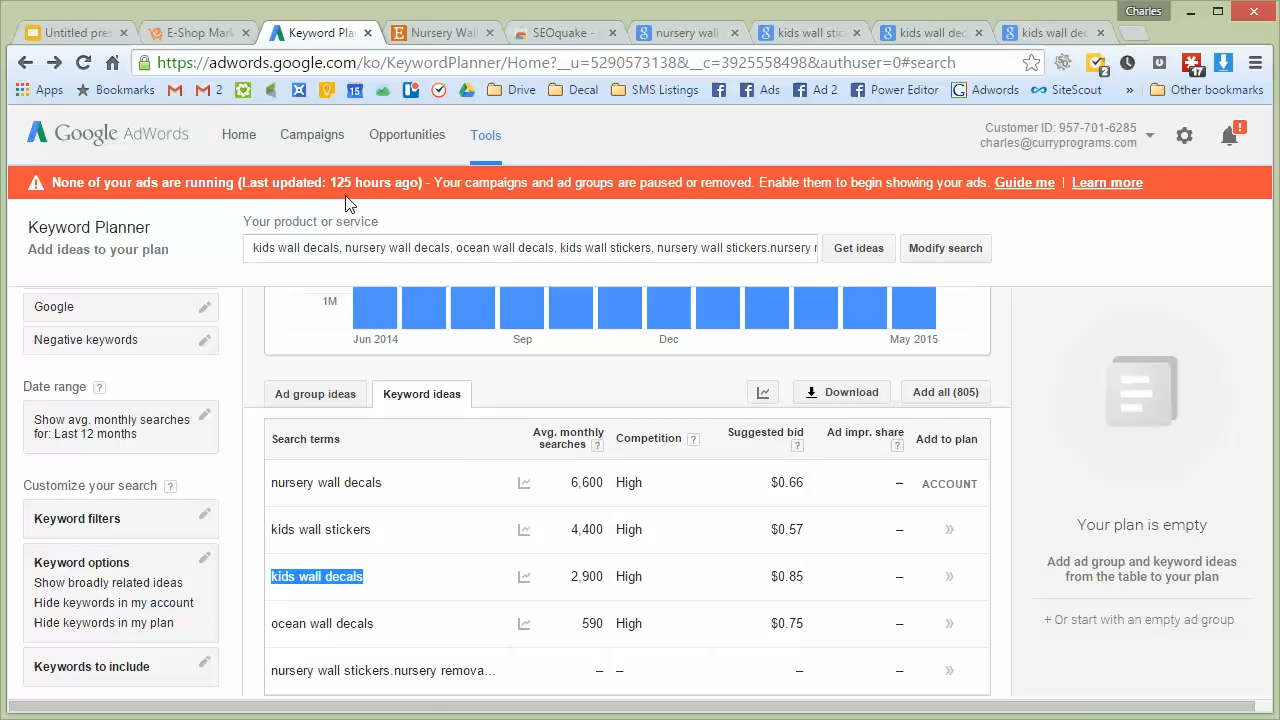 Charles
Untitled pres
E-Shop Mark
Keyword Plan
Nursery Wall
SEOquake -
nursery wall
kids wall stic
kids wall dec
kids wall dec
https://adwords.google.com/ko/KeywordPlanner/Home?__u=5290573138&__c=3925558498&authuser=0#search
2
17
Apps
Bookmarks
2
15
Drive
Decal
SMS Listings
Ads
Ad 2
Power Editor
Adwords
SiteScout
»
Other bookmarks
Google AdWords
Home
Campaigns
Opportunities
Tools
Customer ID: 957-701-6285
charles@curryprograms.com
!
None of your ads are running (Last updated: 125 hours ago) - Your campaigns and ad groups are paused or removed. Enable them to begin showing your ads. Guide me | Learn more
Keyword Planner
Add ideas to your plan
Your product or service
kids wall decals, nursery wall decals, ocean wall decals, kids wall stickers, nursery wall stickers.nursery r
Get ideas
Modify search
Google
Negative keywords
Date range ?
Show avg. monthly searches
for: Last 12 months
Customize your search ?
Keyword filters
Keyword options
Show broadly related ideas
Hide keywords in my account
Hide keywords in my plan
Keywords to include
1M
Jun 2014
Sep
Dec
May 2015
Ad group ideas
Keyword ideas
Download
Add all (805)
Search terms
Avg. monthly
searches ?
Competition ?
Suggested bid
?
Ad impr. share
?
Add to plan
nursery wall decals 6,600 High $0.66 – ACCOUNT
kids wall stickers 4,400 High $0.57 – »
kids wall decals 2,900 High $0.85 – »
ocean wall decals 590 High $0.75 – »
nursery wall stickers.nursery remova... – – – – »
Your plan is empty
Add ad group and keyword ideas
from the table to your plan
+ Or start with an empty ad group